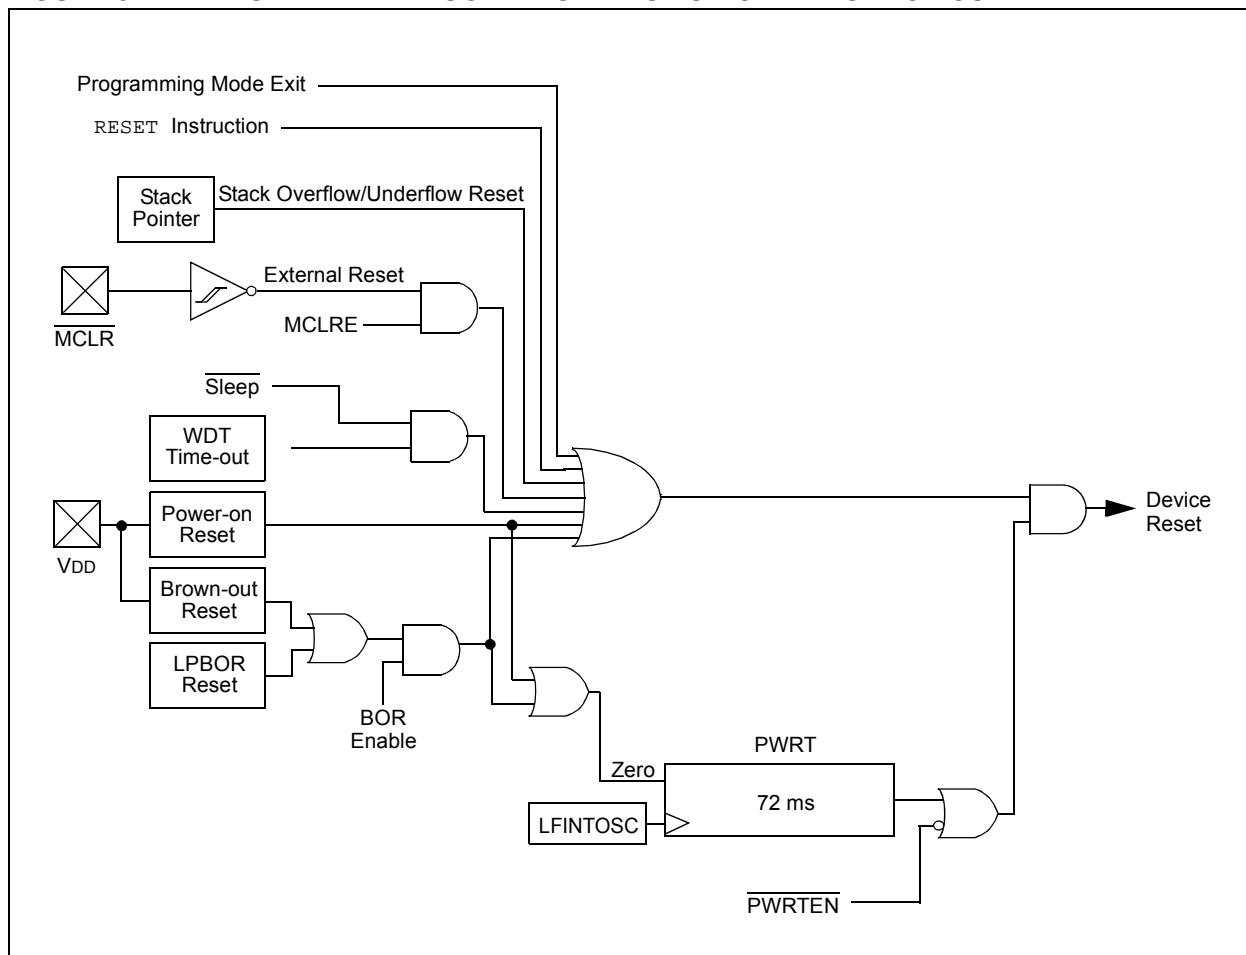 Programming Mode Exit
RESET Instruction
Stack
Pointer
Stack Overflow/Underflow Reset
External Reset
MCLR
MCLRE
Sleep
WDT
Time-out
Power-on
Reset
VDD
Brown-out
Reset
LPBOR
Reset
BOR
Enable
Device
Reset
PWRT
Zero
72 ms
LFINTOSC
PWRTEN